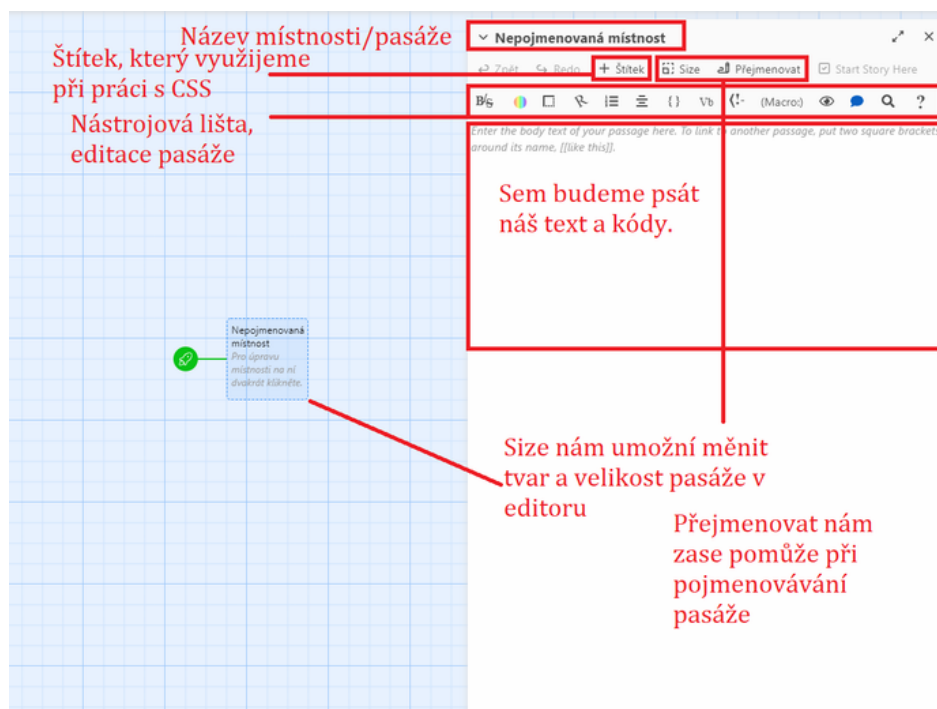 Název místnosti/pasáže
Nepojmenovaná místnost
Štítek, který využijeme
při práci s CSS
Zpět Redo + Štítek Size Přejmenovat Start Story Here
Nástrojová lišta,
editace pasáže
(Macro:) ?
Enter the body text of your passage here. To link to another passage, put two square brackets
around its name, [[like this]].
Sem budeme psát
náš text a kódy.
Nepojmenovaná
místnost
Pro úpravu
místnosti na ni
dvakrát klikněte.
Size nám umožní měnit
tvar a velikost pasáže v
editoru
Přejmenovat nám
zase pomůže při
pojmenovávání
pasáže